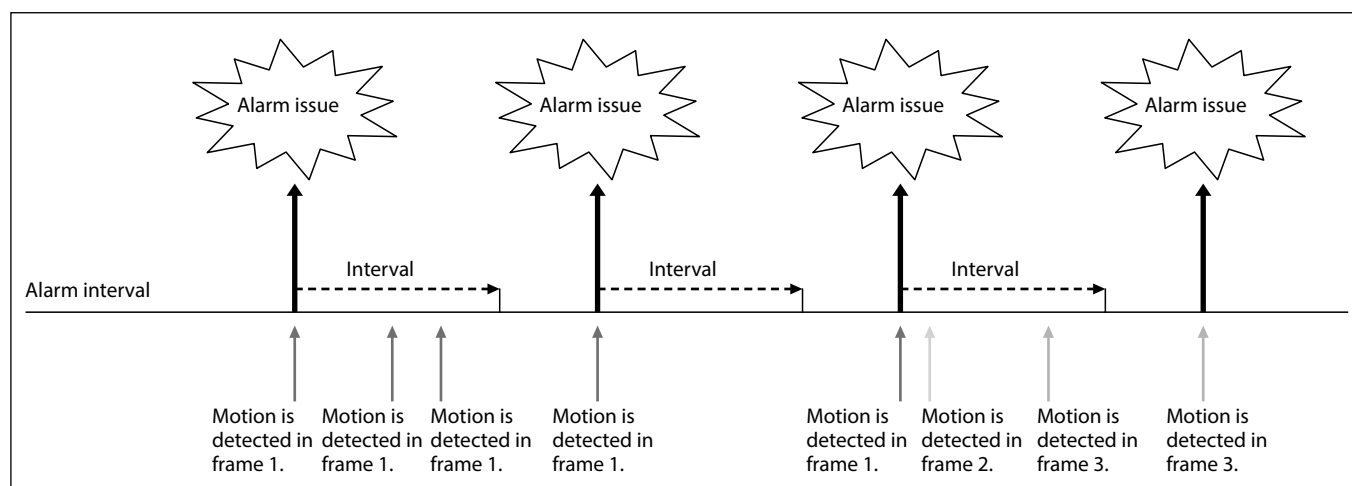 Alarm issue
Alarm issue
Alarm issue
Alarm issue
Interval
Interval
Interval
Alarm interval
Motion is
detected in
frame 1.
Motion is
detected in
frame 1.
Motion is
detected in
frame 1.
Motion is
detected in
frame 1.
Motion is
detected in
frame 1.
Motion is
detected in
frame 2.
Motion is
detected in
frame 3.
Motion is
detected in
frame 3.